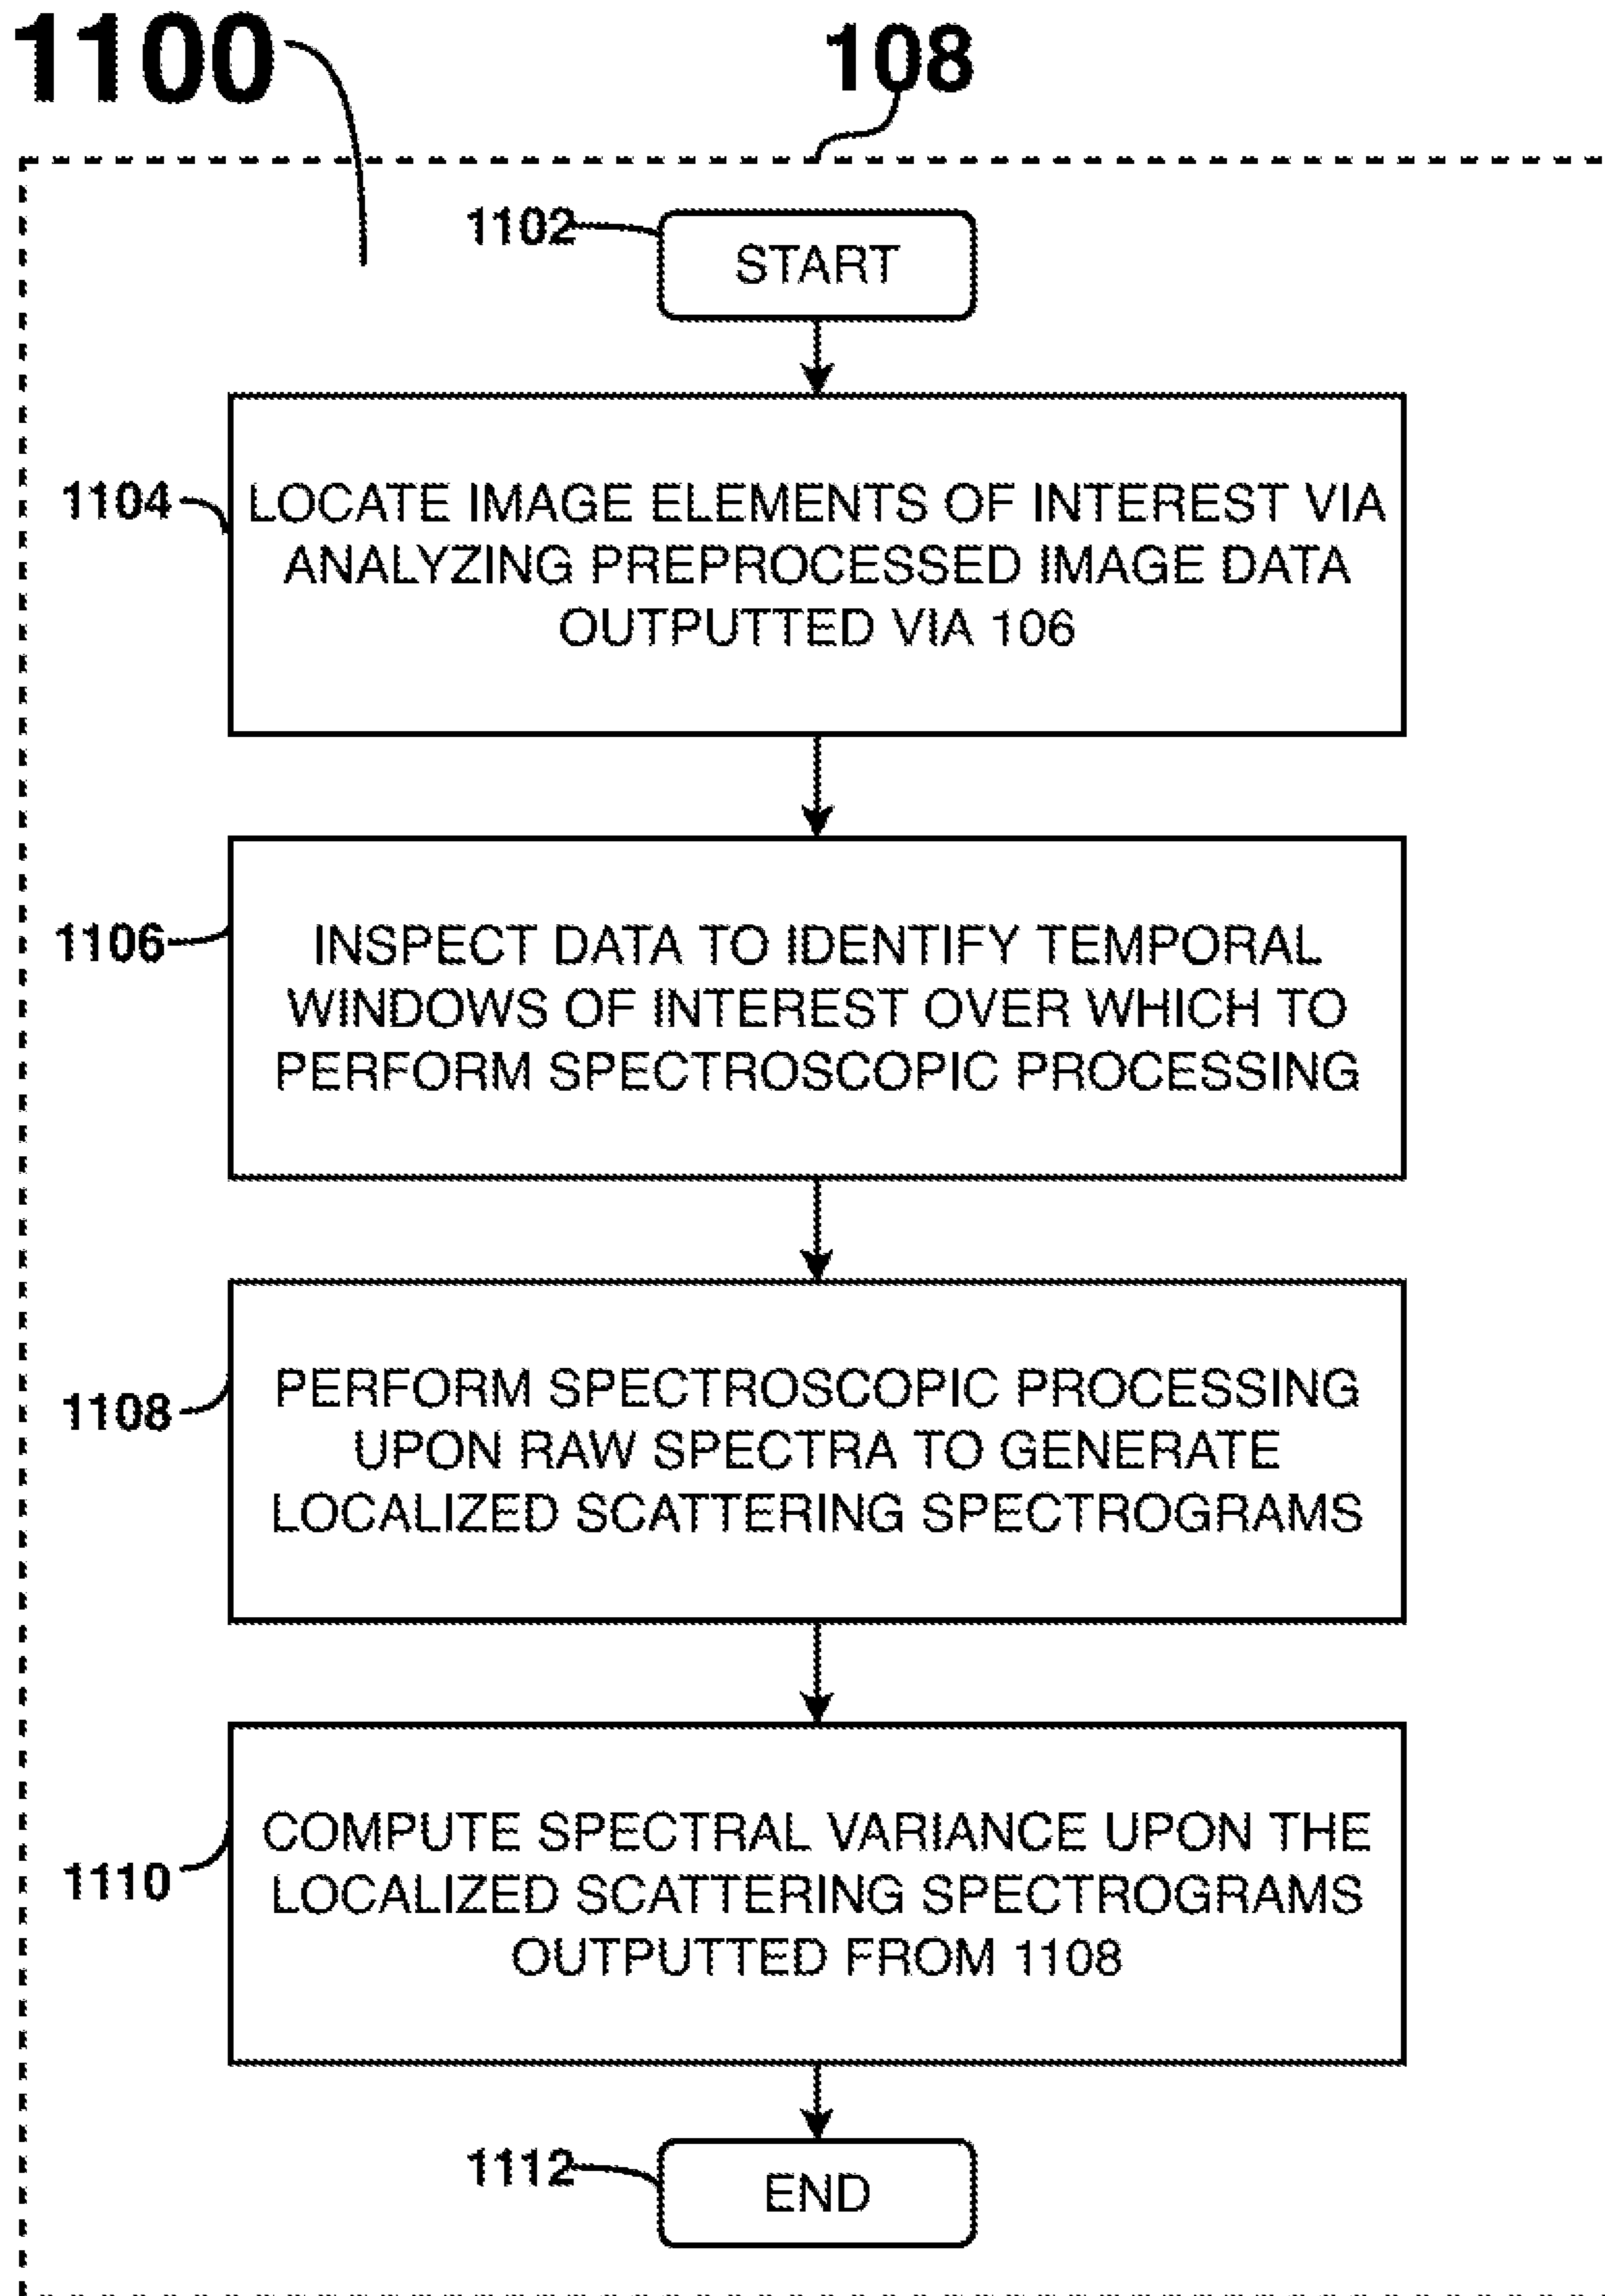 1100
108
1102
START
1104
LOCATE IMAGE ELEMENTS OF INTEREST VIA
ANALYZING PREPROCESSED IMAGE DATA
OUTPUTTED VIA 106
1106
INSPECT DATA TO IDENTIFY TEMPORAL
WINDOWS OF INTEREST OVER WHICH TO
PERFORM SPECTROSCOPIC PROCESSING
1108
PERFORM SPECTROSCOPIC PROCESSING
UPON RAW SPECTRA TO GENERATE
LOCALIZED SCATTERING SPECTROGRAMS
1110
COMPUTE SPECTRAL VARIANCE UPON THE
LOCALIZED SCATTERING SPECTROGRAMS
OUTPUTTED FROM 1108
1112
END